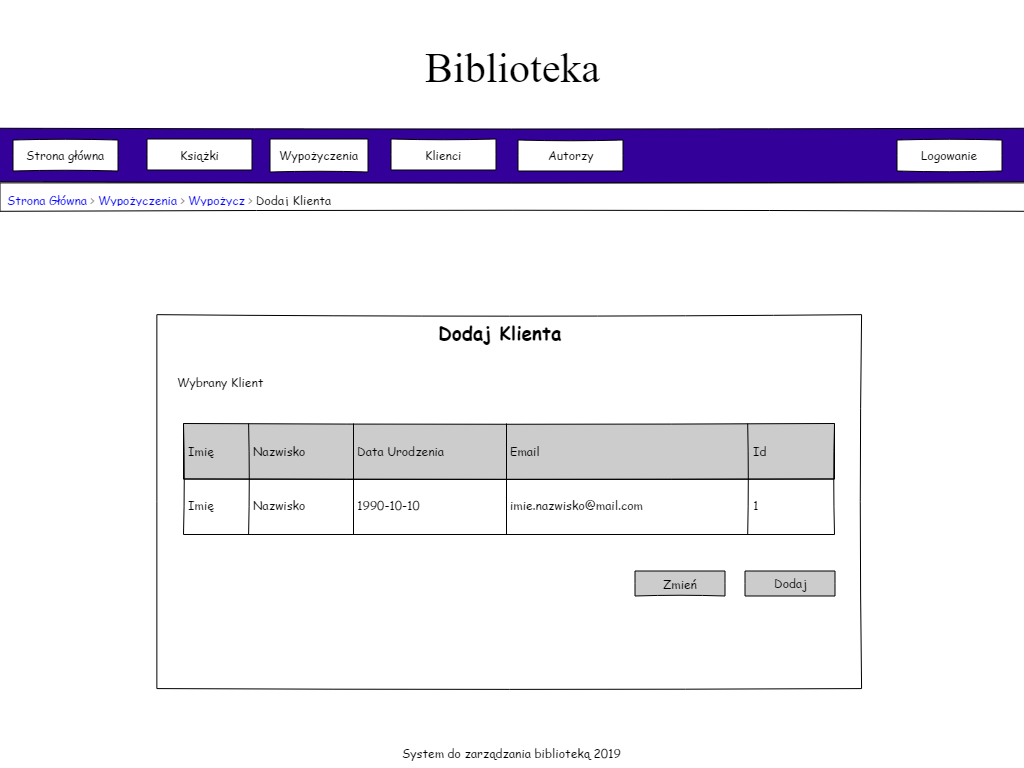 Biblioteka
Strona główna Książki Wypożyczenia Klienci Autorzy Logowanie
Strona Główna > Wypożyczenia > Wypożycz > Dodaj Klienta
Dodaj Klienta
Wybrany Klient
Imię Nazwisko Data Urodzenia Email Id
Imię Nazwisko 1990-10-10 imie.nazwisko@mail.com 1
Zmień Dodaj
System do zarządzania biblioteką 2019